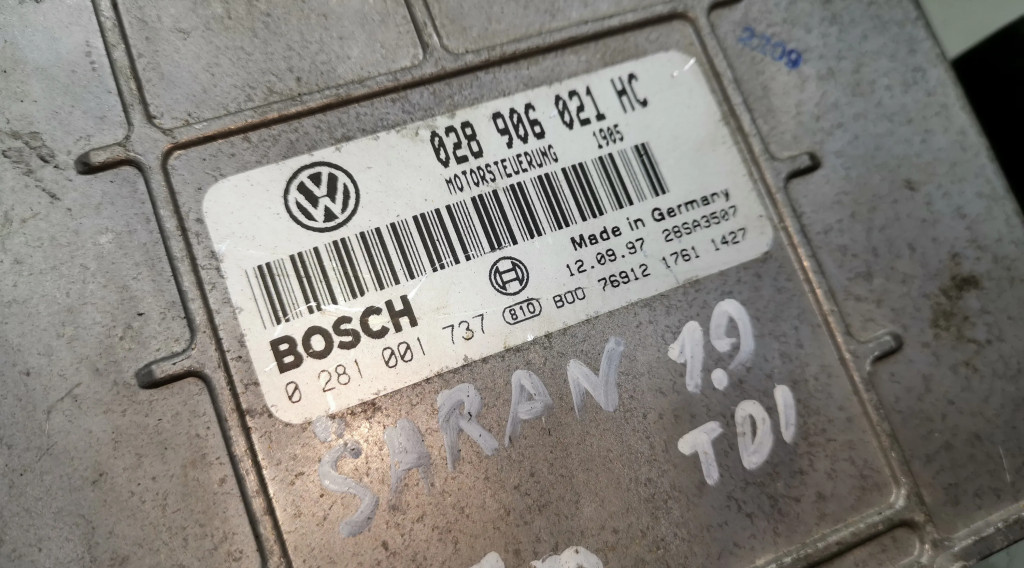 2209
028 906 021 HC
MOTORSTEUERUNG 1905
Made in Germany
12.09.97 28SA3507
BOSCH
0 281 001 737 810 B00 76912 1761 1427
ŠARAN 1.9
TDI